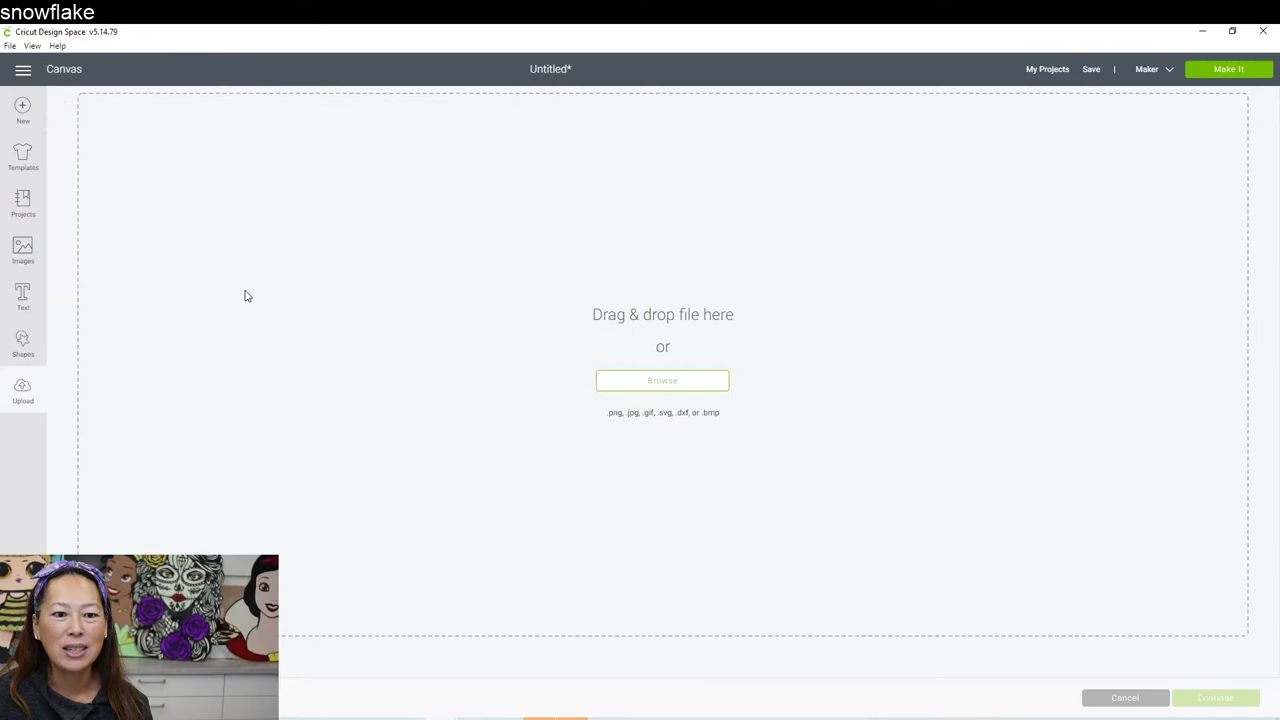 snowflake
Cricut Design Space v5.14.79
File View Help
Canvas Untitled* My Projects Save | Maker Make It
New
Templates
Projects
Images
Text
Shapes
Upload
Drag & drop file here
or
Browse
.png, .jpg, .gif, .svg, .dxf, or .bmp
Cancel Continue